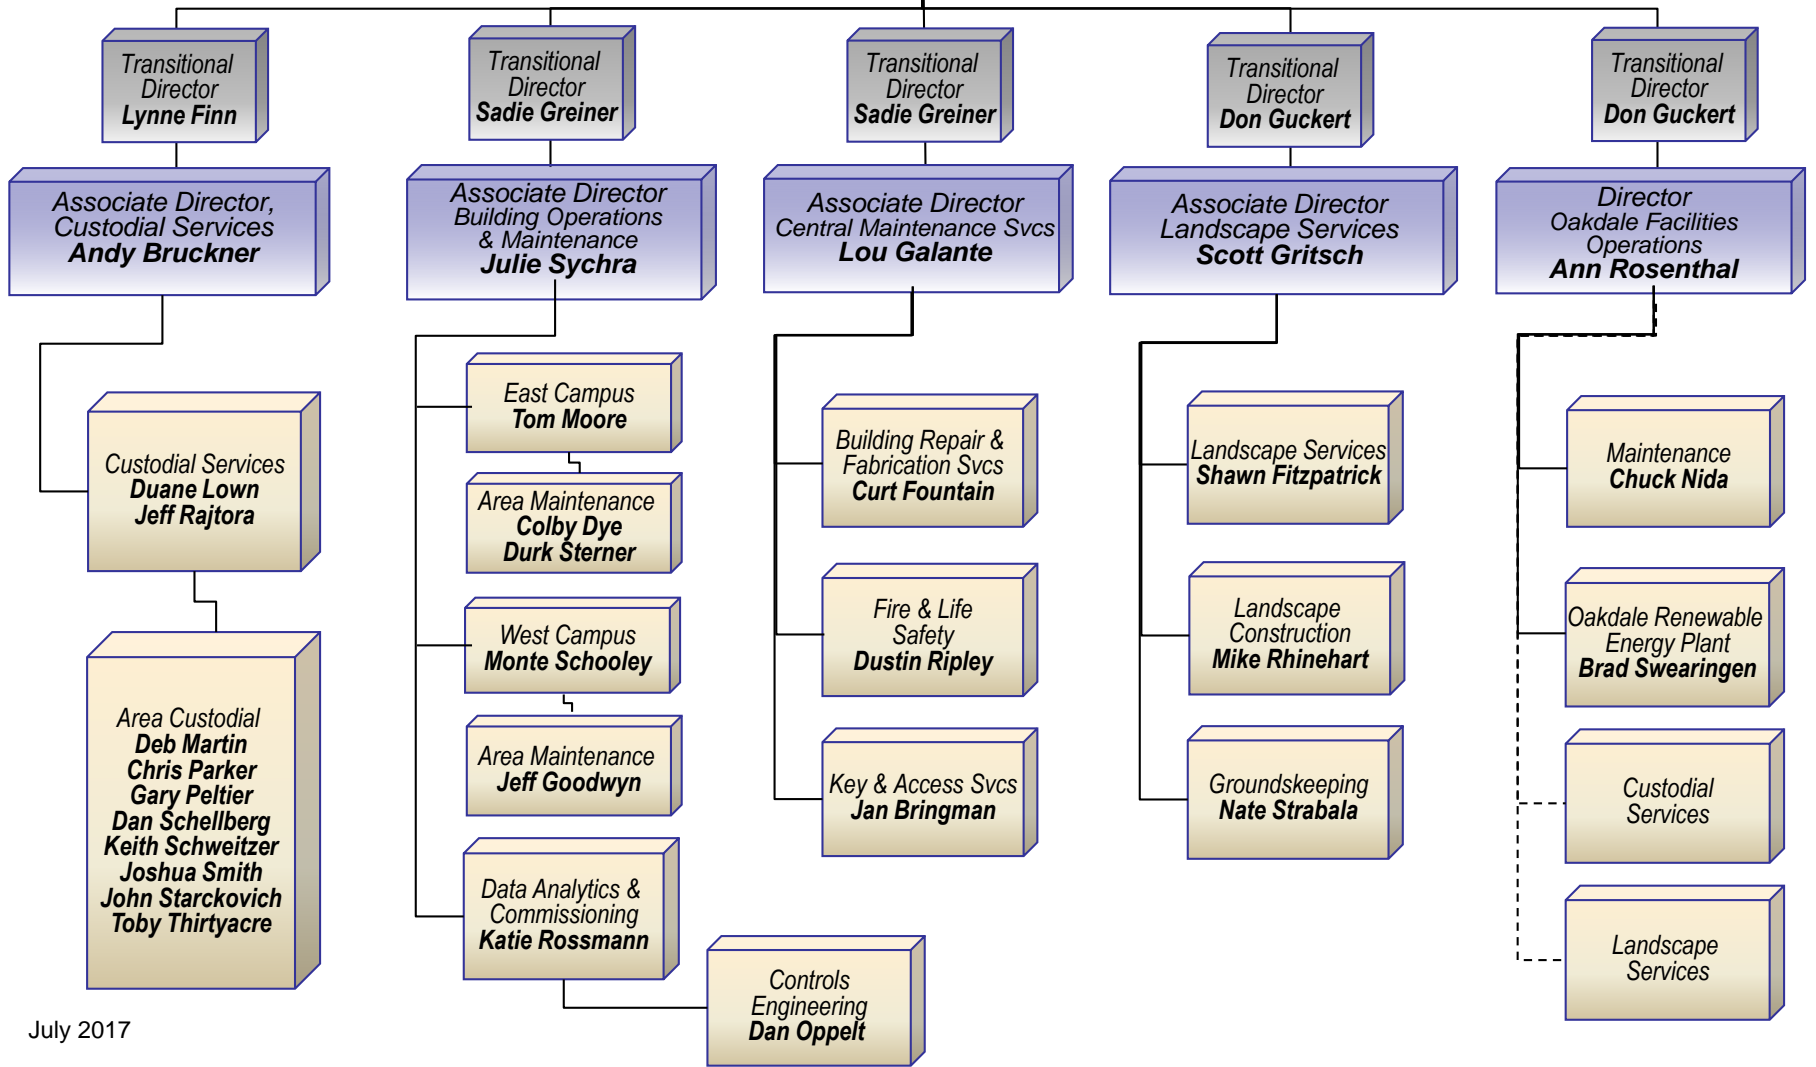 Transitional
Director
Lynne Finn
Transitional
Director
Sadie Greiner
Transitional
Director
Sadie Greiner
Transitional
Director
Don Guckert
Transitional
Director
Don Guckert
Associate Director,
Custodial Services
Andy Bruckner
Associate Director
Building Operations
& Maintenance
Julie Sychra
Associate Director
Central Maintenance Svcs
Lou Galante
Associate Director
Landscape Services
Scott Gritsch
Director
Oakdale Facilities
Operations
Ann Rosenthal
Custodial Services
Duane Lown
Jeff Rajtora
Area Custodial
Deb Martin
Chris Parker
Gary Peltier
Dan Schellberg
Keith Schweitzer
Joshua Smith
John Starckovich
Toby Thirtyacre
East Campus
Tom Moore
Area Maintenance
Colby Dye
Durk Sterner
West Campus
Monte Schooley
Area Maintenance
Jeff Goodwyn
Data Analytics &
Commissioning
Katie Rossmann
Controls
Engineering
Dan Oppelt
Building Repair &
Fabrication Svcs
Curt Fountain
Fire & Life
Safety
Dustin Ripley
Key & Access Svcs
Jan Bringman
Landscape Services
Shawn Fitzpatrick
Landscape
Construction
Mike Rhinehart
Groundskeeping
Nate Strabala
Maintenance
Chuck Nida
Oakdale Renewable
Energy Plant
Brad Swearingen
Custodial
Services
Landscape
Services
July 2017